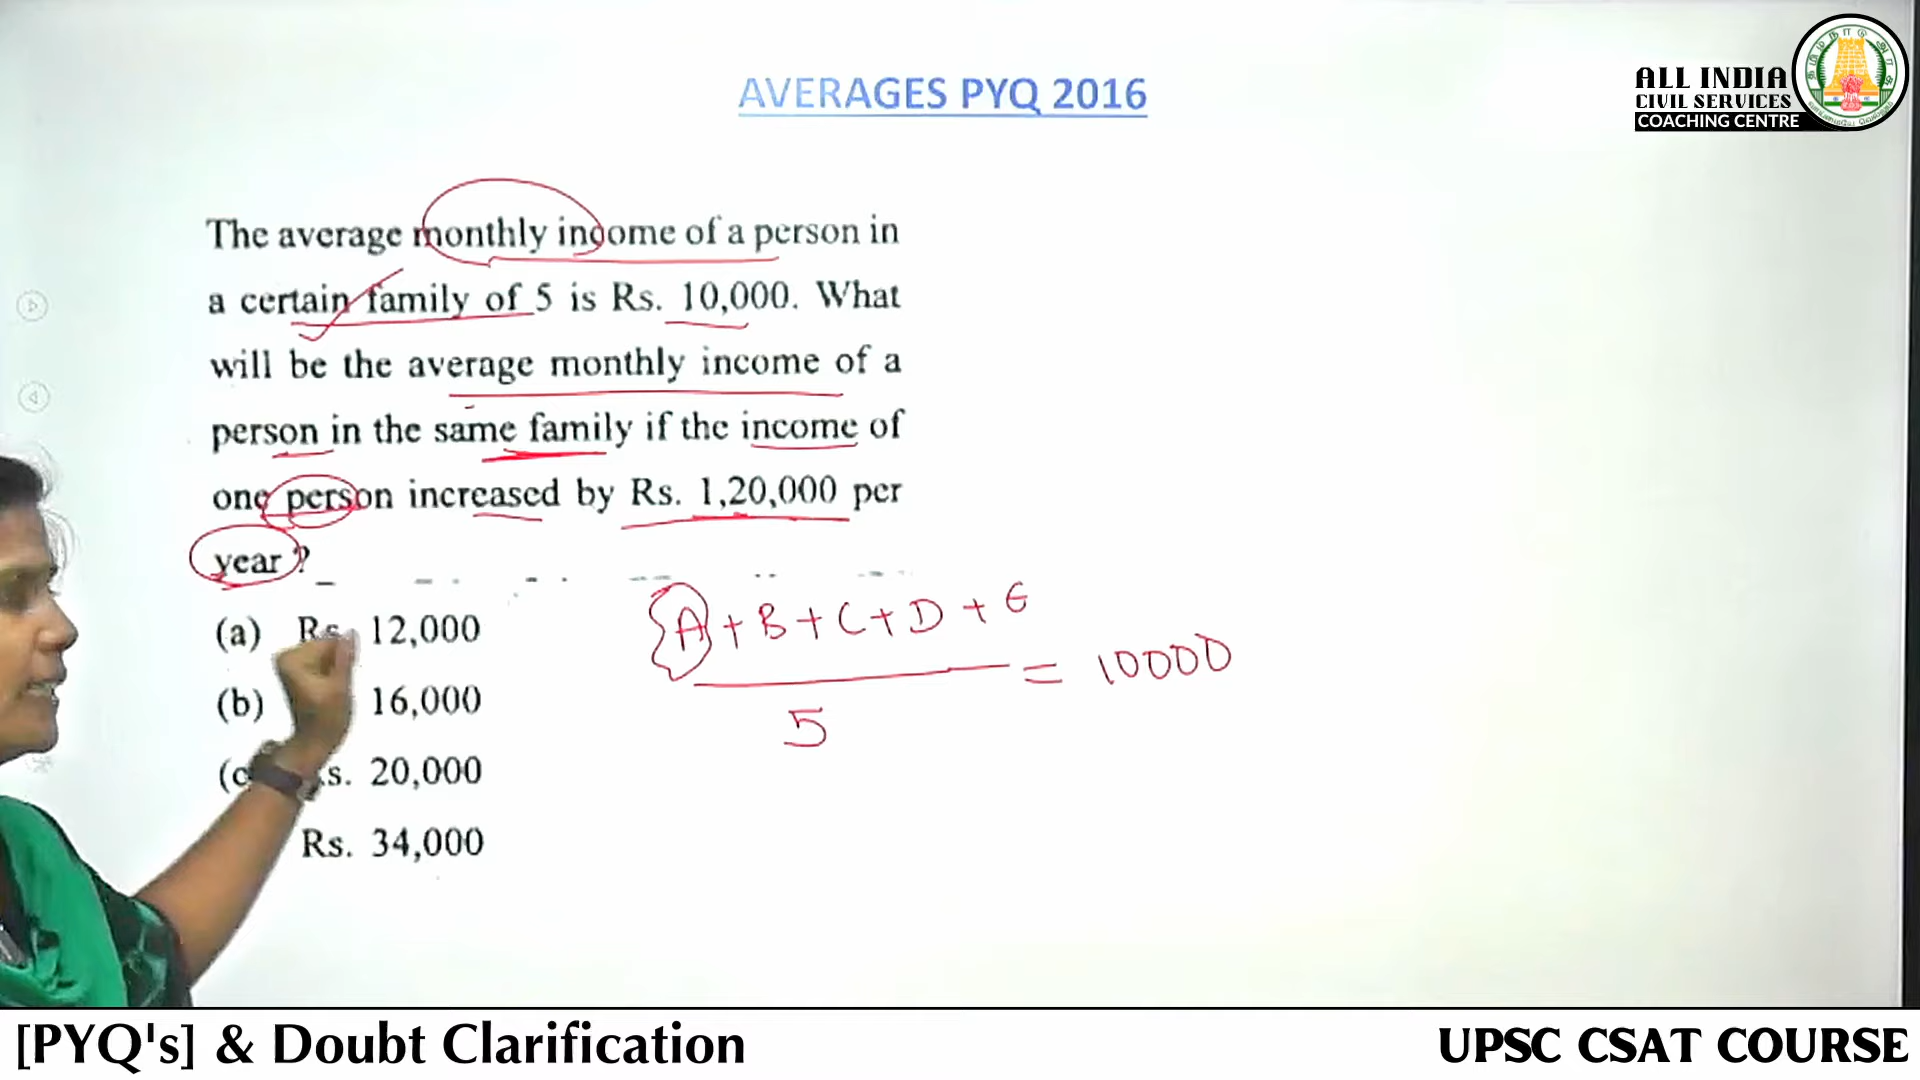 AVERAGES PYQ 2016
ALL INDIA
CIVIL SERVICES
COACHING CENTRE
The average monthly income of a person in
a certain family of 5 is Rs. 10,000. What
will be the average monthly income of a
person in the same family if the income of
one person increased by Rs. 1,20,000 per
year ?
(a) Rs. 12,000
(b) 16,000
(c s. 20,000
Rs. 34,000
A + B + C + D + E
5
= 10000
[PYQ's] & Doubt Clarification
UPSC CSAT COURSE